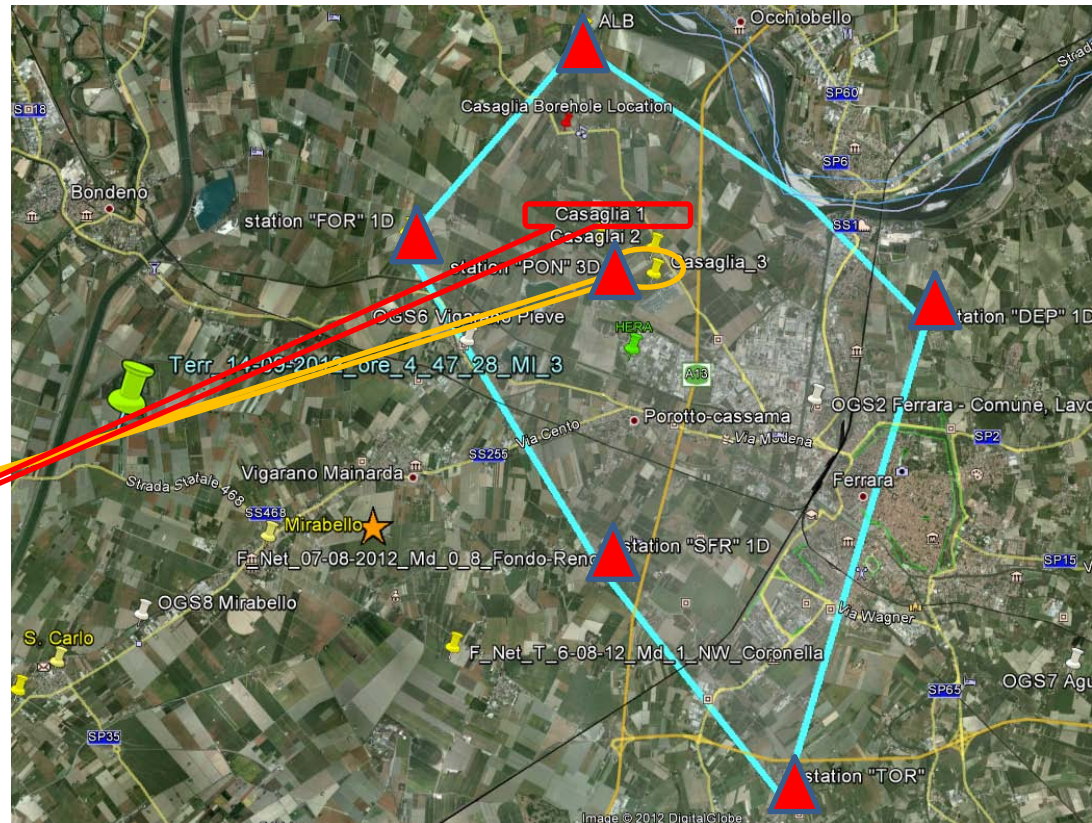 ALB
Occhiobello
Strada
SP60
S 18
Casaglia Borehole Location
SP6
Bondeno
station "FOR" 1D
Casaglia 1
SS1
Casaglai 2
station "PON" 3D
Casaglia_3
OGS6 Vigarano Pieve
HERA
station "DEP" 1D
A13
OGS2 Ferrara - Comune, Lavo
Porotto-cassama
Via Modena
SP2
Via Cento
SS255
Vigarano Mainarda
Ferrara
Strada Statale 468
SS468
Mirabello
station "SFR" 1D
F_Net_07-08-2012_Md_0_8_Fondo-Reno
SP15
OGS8 Mirabello
Via Wagner
S. Carlo
F_Net_T_6-08-12_Md_1_NW_Coronella
OGS7 Agu
SP65
SP35
station "TOR"
Image © 2012 DigitalGlobe